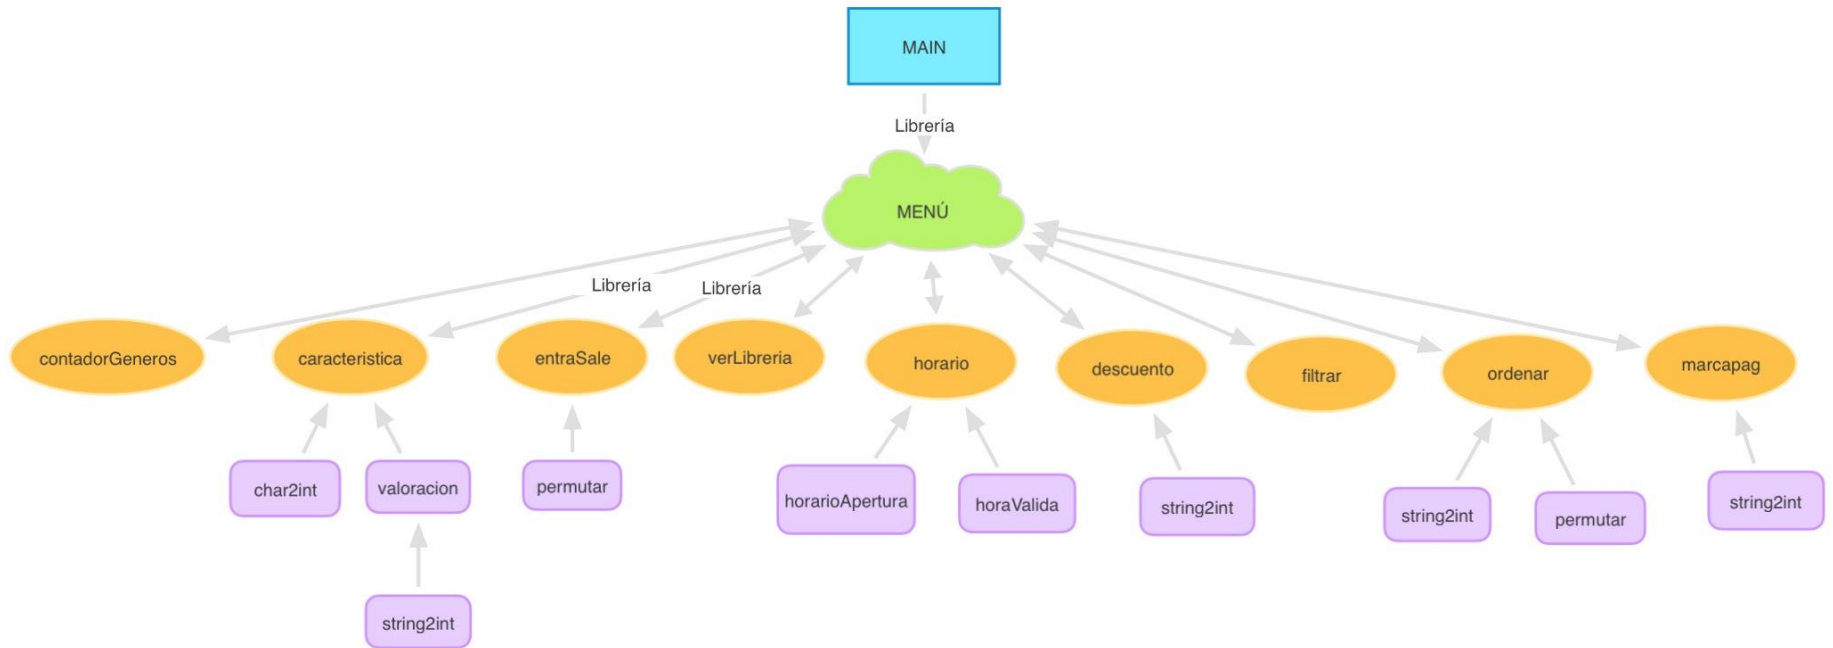 MAIN
Librería
MENÚ
Librería
Librería
contadorGeneros
caracteristica
entraSale
verLibreria
horario
descuento
filtrar
ordenar
marcapag
char2int
valoracion
permutar
horarioApertura
horaValida
string2int
string2int
permutar
string2int
string2int